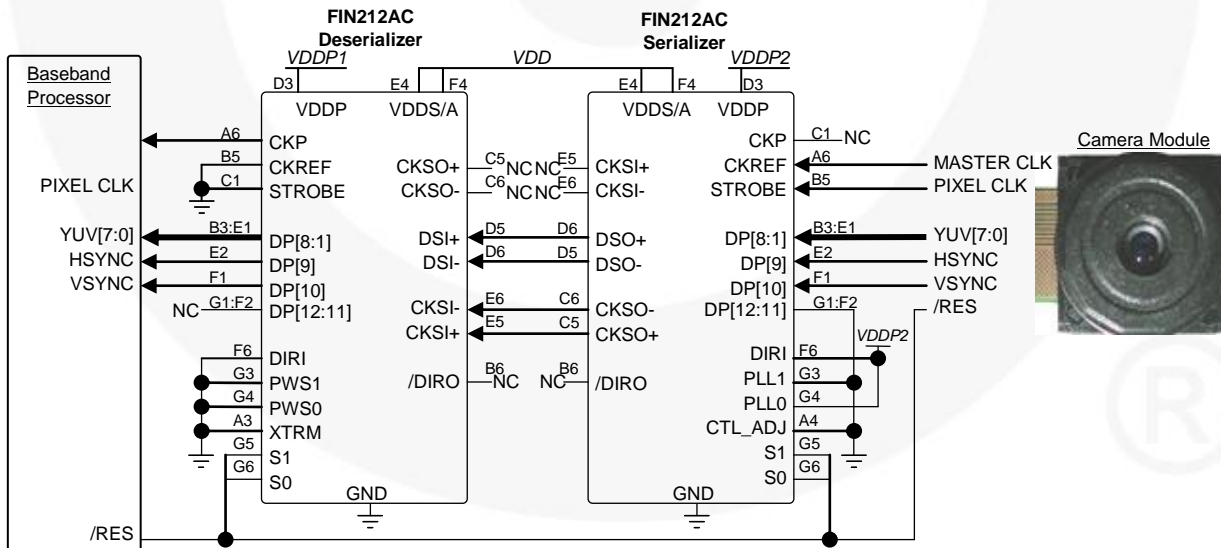 FIN212AC
Deserializer
FIN212AC
Serializer
VDDP1
VDD
VDDP2
D3
E4
F4
E4
F4
D3
VDDP
VDDS/A
VDDS/A
VDDP
Baseband
Processor
Camera Module
A6
CKP
CKP
C1
NC
B5
CKREF
CKSO+
C5
NC
NC
E5
CKSI+
CKREF
A6
MASTER CLK
PIXEL CLK
C1
STROBE
CKSO-
C6
NC
NC
E6
CKSI-
STROBE
B5
PIXEL CLK
YUV[7:0]
B3:E1
DP[8:1]
DSI+
D5
D6
DSO+
DP[8:1]
B3:E1
YUV[7:0]
HSYNC
E2
DP[9]
DSI-
D6
D5
DSO-
DP[9]
E2
HSYNC
VSYNC
F1
DP[10]
CKSI-
E6
C6
CKSO-
DP[10]
F1
VSYNC
NC
G1:F2
DP[12:11]
CKSI+
E5
C5
CKSO+
DP[12:11]
G1:F2
/RES
VDDP2
F6
DIRI
/DIRO
B6
NC
NC
B6
/DIRO
DIRI
F6
G3
PWS1
PLL1
G3
G4
PWS0
PLL0
G4
A3
XTRM
CTL_ADJ
A4
G5
S1
S1
G5
G6
S0
S0
G6
GND
GND
/RES
®